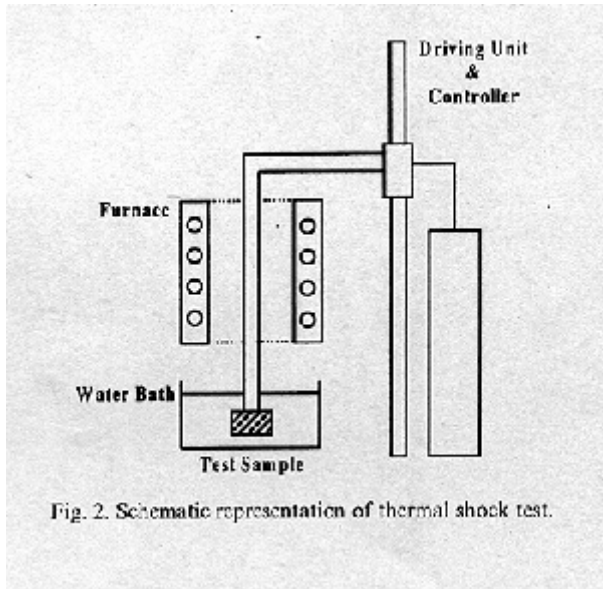 Driving Unit
&
Controller
Furnace
Water Bath
Test Sample
Fig. 2. Schematic representation of thermal shock test.